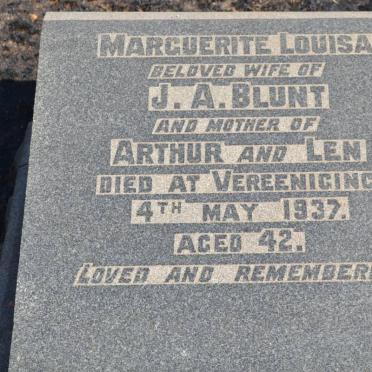 MARGUERITE LOUISA
BELOVED WIFE OF
J. A. BLUNT
AND MOTHER OF
ARTHUR AND LEN
DIED AT VEREENIGING
4TH MAY 1937.
AGED 42.
LOVED AND REMEMBER